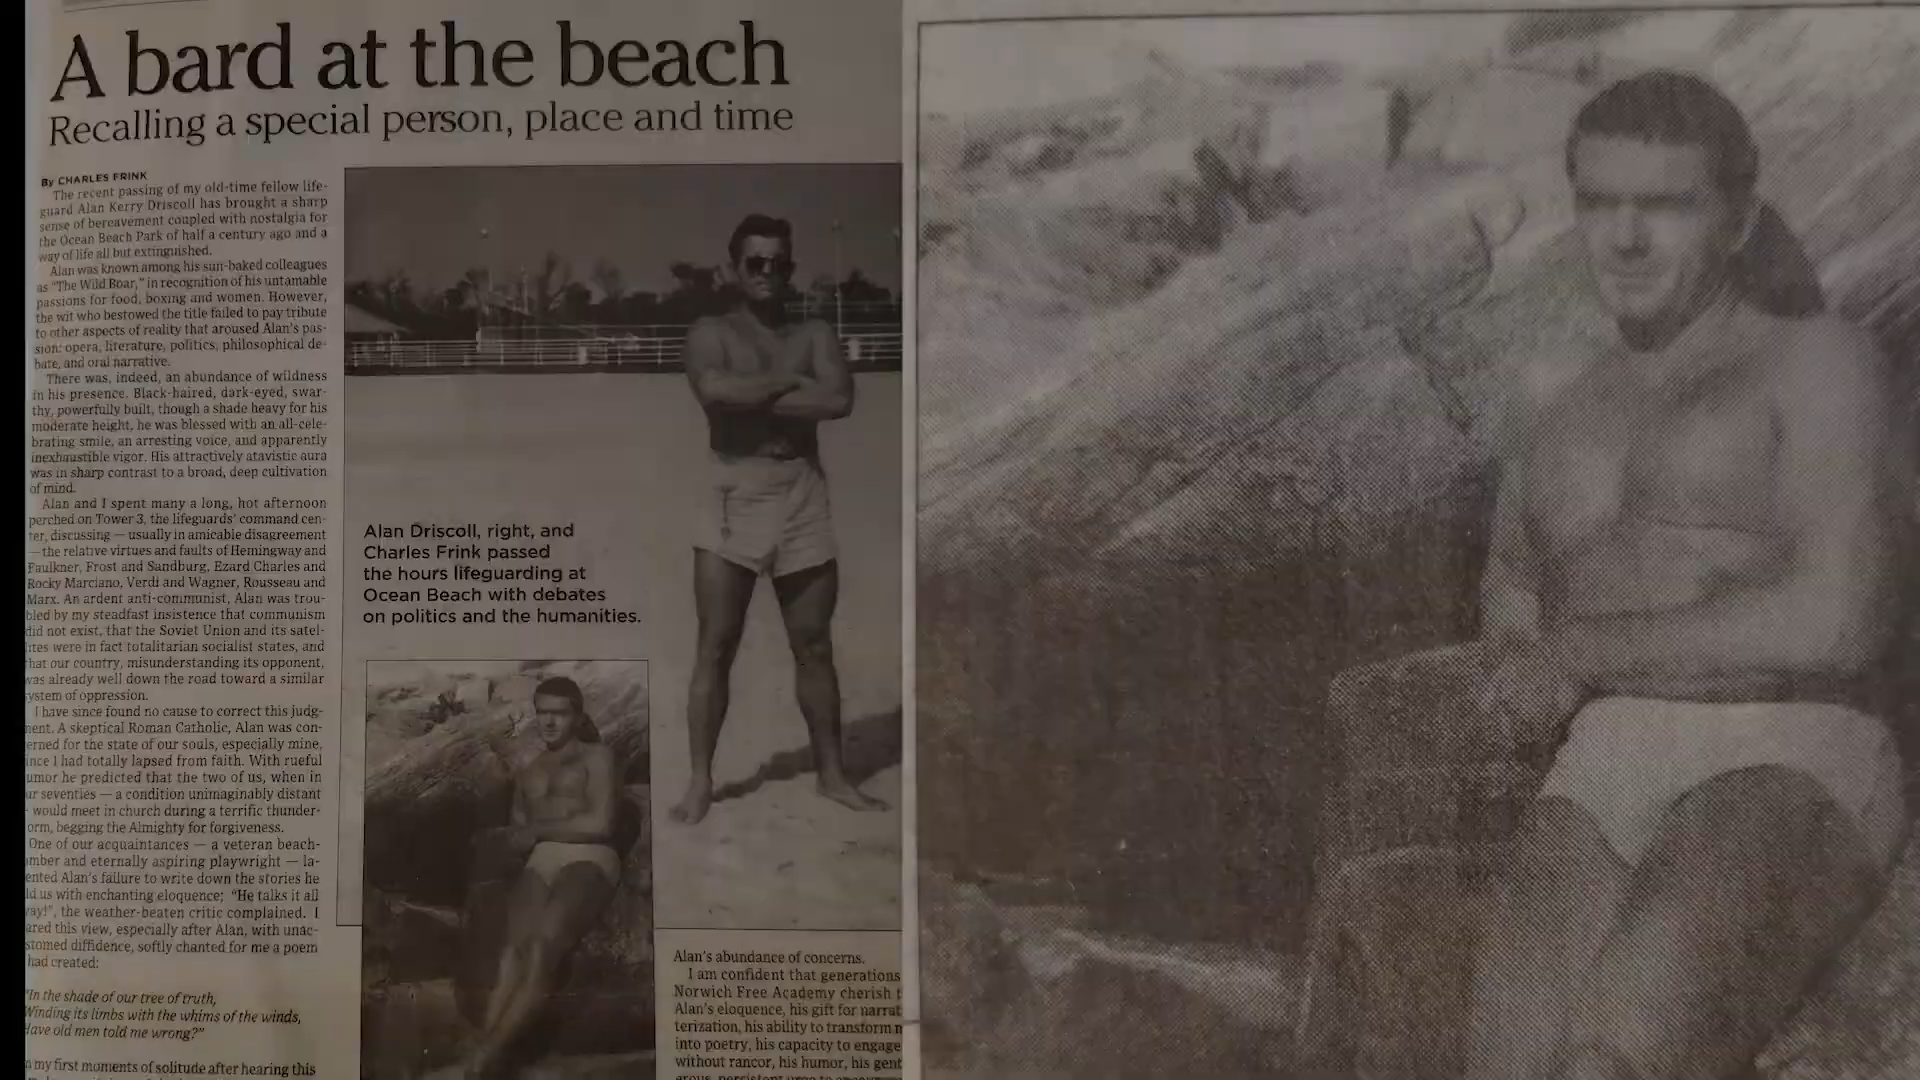 A bard at the beach
Recalling a special person, place and time
By CHARLES FRINK
The recent passing of my old-time fellow life-
guard Alan Kerry Driscoll has brought a sharp
sense of bereavement coupled with nostalgia for
the Ocean Beach Park of half a century ago and a
way of life all but extinguished.
Alan was known among his sun-baked colleagues
as "The Wild Boar," in recognition of his untamable
passions for food, boxing and women. However,
the wit who bestowed the title failed to pay tribute
to other aspects of reality that aroused Alan's pas-
sion: opera, literature, politics, philosophical de-
bate, and oral narrative.
There was, indeed, an abundance of wildness
in his presence. Black-haired, dark-eyed, swar-
thy, powerfully built, though a shade heavy for his
moderate height, he was blessed with an all-cele-
brating smile, an arresting voice, and apparently
inexhaustible vigor. His attractively atavistic aura
was in sharp contrast to a broad, deep cultivation
of mind.
Alan and I spent many a long, hot afternoon
perched on Tower 3, the lifeguards' command cen-
ter, discussing — usually in amicable disagreement
— the relative virtues and faults of Hemingway and
Faulkner, Frost and Sandburg, Ezard Charles and
Rocky Marciano, Verdi and Wagner, Rousseau and
Marx. An ardent anti-communist, Alan was trou-
bled by my steadfast insistence that communism
did not exist, that the Soviet Union and its satel-
ites were in fact totalitarian socialist states, and
hat our country, misunderstanding its opponent,
was already well down the road toward a similar
ystem of oppression.
I have since found no cause to correct this judg-
ment. A skeptical Roman Catholic, Alan was con-
erned for the state of our souls, especially mine,
ince I had totally lapsed from faith. With rueful
umor he predicted that the two of us, when in
ur seventies — a condition unimaginably distant
- would meet in church during a terrific thunder-
orm, begging the Almighty for forgiveness.
One of our acquaintances — a veteran beach-
mber and eternally aspiring playwright — la-
ented Alan's failure to write down the stories he
ld us with enchanting eloquence; "He talks it all
ay!", the weather-beaten critic complained. I
ared this view, especially after Alan, with unac-
stomed diffidence, softly chanted for me a poem
had created:
"In the shade of our tree of truth,
Winding its limbs with the whims of the winds,
Have old men told me wrong?"
n my first moments of solitude after hearing this
Alan Driscoll, right, and
Charles Frink passed
the hours lifeguarding at
Ocean Beach with debates
on politics and the humanities.
Alan's abundance of concerns.
I am confident that generations
Norwich Free Academy cherish t
Alan's eloquence, his gift for narrat
terization, his ability to transform n
into poetry, his capacity to engage
without rancor, his humor, his gent